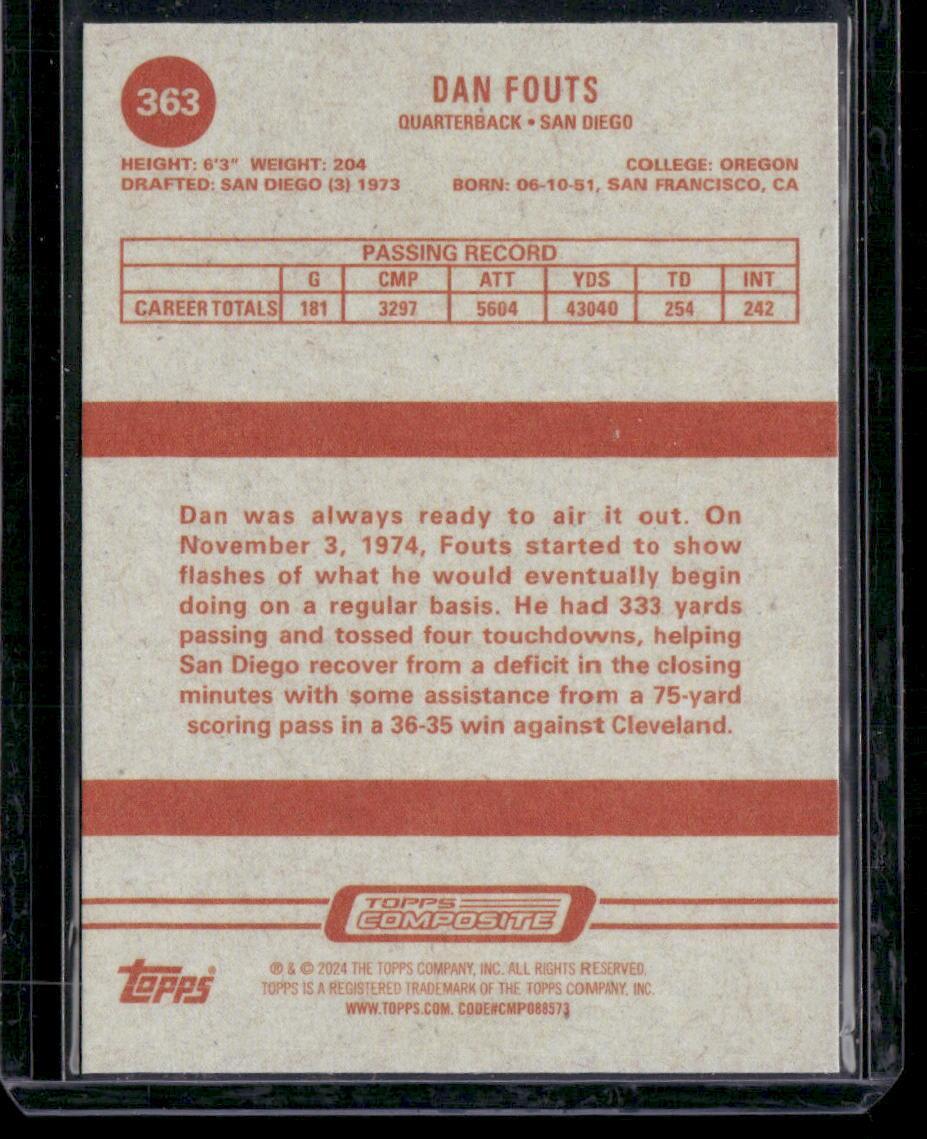 363
DAN FOUTS
QUARTERBACK • SAN DIEGO
HEIGHT: 6'3" WEIGHT: 204
COLLEGE: OREGON
DRAFTED: SAN DIEGO (3) 1973
BORN: 06-10-51, SAN FRANCISCO, CA
PASSING RECORD
G CMP ATT YDS TD INT
CAREER TOTALS 181 3297 5604 43040 254 242
Dan was always ready to air it out. On
November 3, 1974, Fouts started to show
flashes of what he would eventually begin
doing on a regular basis. He had 333 yards
passing and tossed four touchdowns, helping
San Diego recover from a deficit in the closing
minutes with some assistance from a 75-yard
scoring pass in a 36-35 win against Cleveland.
TOPPS
COMPOSITE
topps®
® & © 2024 THE TOPPS COMPANY, INC. ALL RIGHTS RESERVED.
TOPPS IS A REGISTERED TRADEMARK OF THE TOPPS COMPANY, INC.
WWW.TOPPS.COM. CODE#CMP088573